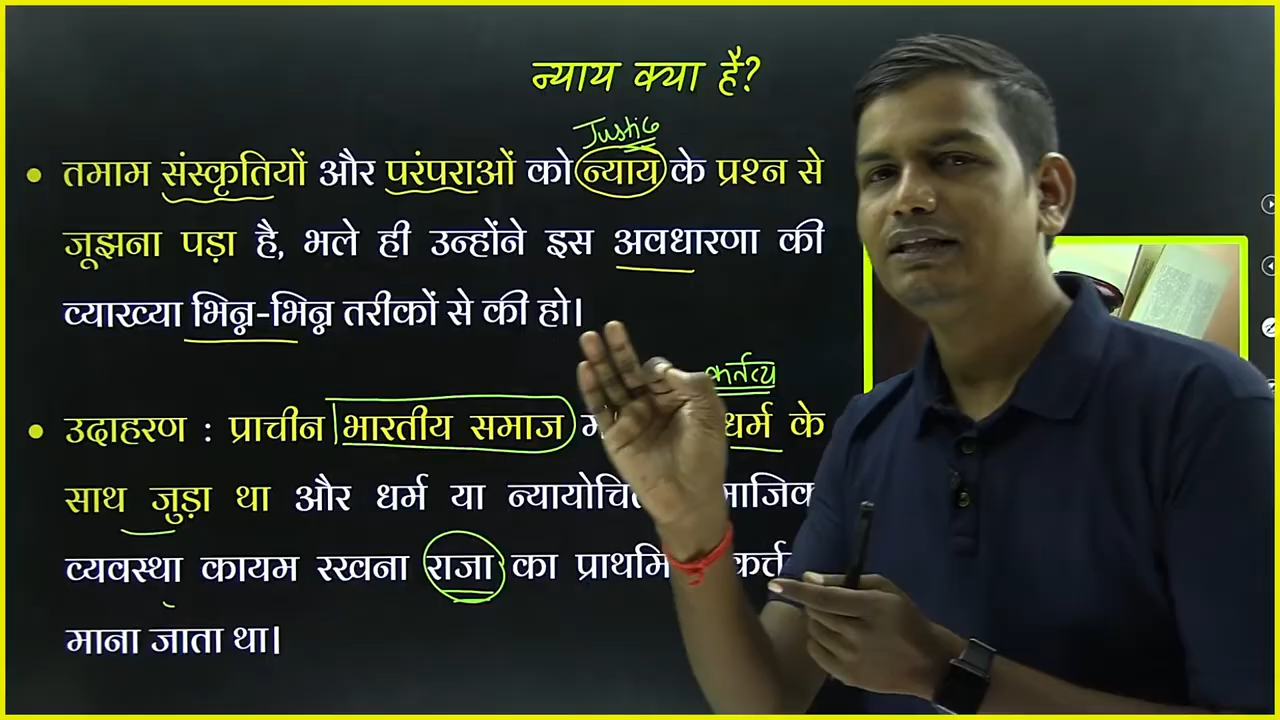 न्याय क्या है?
Justice
• तमाम संस्कृतियों और परंपराओं को न्याय के प्रश्न से
जूझना पड़ा है, भले ही उन्होंने इस अवधारणा की
व्याख्या भिन्न-भिन्न तरीकों से की हो।
कर्तव्य
• उदाहरण : प्राचीन भारतीय समाज धर्म के
साथ जुड़ा था और धर्म या
व्यवस्था कायम रखना राजा का
माना जाता था।